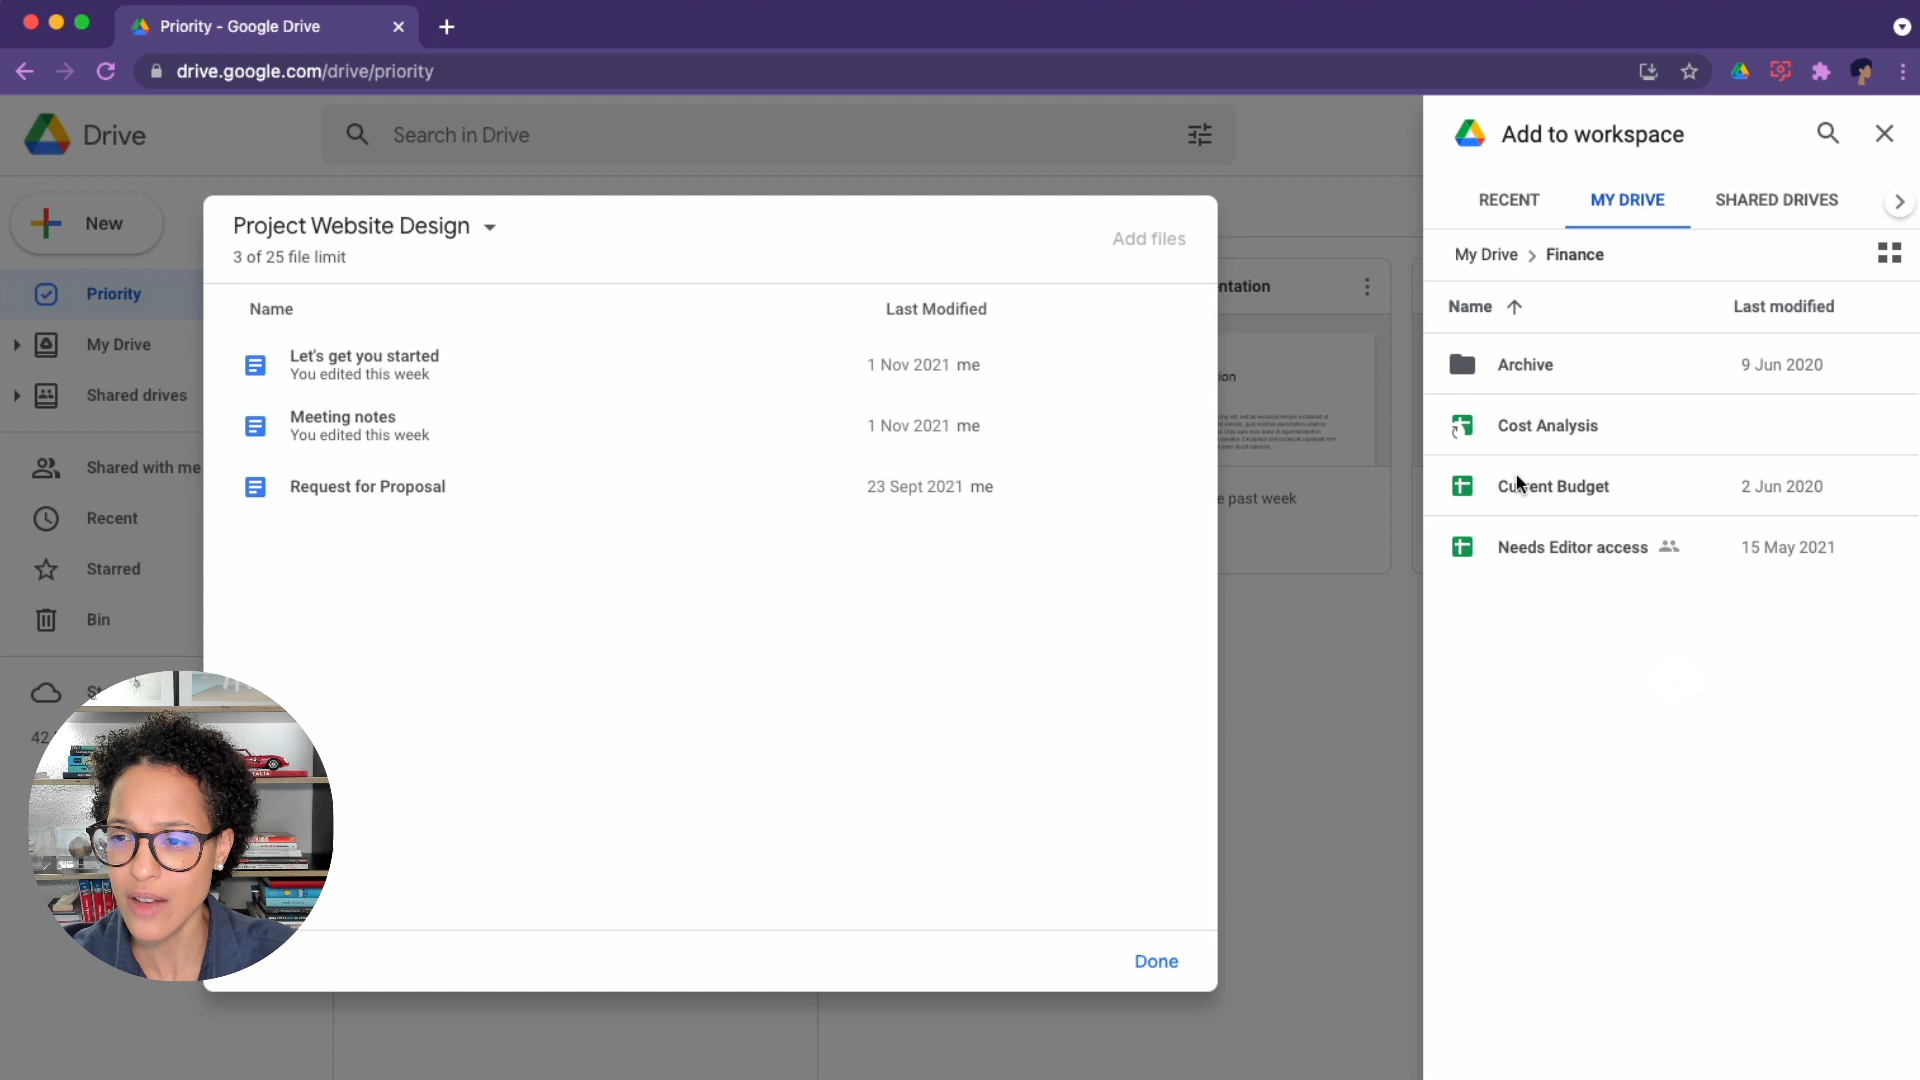 Priority - Google Drive
drive.google.com/drive/priority
Drive
Search in Drive
New
Priority
My Drive
Shared drives
Shared with me
Recent
Starred
Bin
42
Project Website Design
3 of 25 file limit
Add files
Name
Last Modified
Let's get you started
You edited this week
1 Nov 2021 me
Meeting notes
You edited this week
1 Nov 2021 me
Request for Proposal
23 Sept 2021 me
Done
ntation
ion
e past week
Add to workspace
RECENT
MY DRIVE
SHARED DRIVES
My Drive > Finance
Name
Last modified
Archive
9 Jun 2020
Cost Analysis
Current Budget
2 Jun 2020
Needs Editor access
15 May 2021